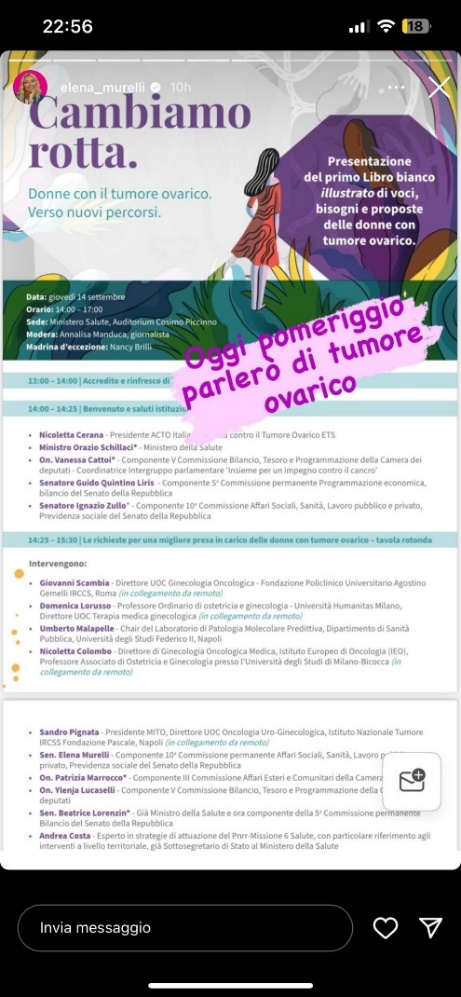 22:56
18
elena_murelli 10h
Cambiamo
rotta.
Donne con il tumore ovarico.
Verso nuovi percorsi.
Presentazione
del primo Libro bianco
illustrato di voci,
bisogni e proposte
delle donne con
tumore ovarico.
Data: giovedì 14 settembre
Orario: 14:00 – 17:00
Sede: Ministero Salute, Auditorium Cosimo Piccinno
Modera: Annalisa Manduca, giornalista
Madrina d'eccezione: Nancy Brilli
Oggi pomeriggio
parlerò di tumore
ovarico
13:00 – 14:00 | Accredito e rinfresco di
14:00 – 14:25 | Benvenuto e saluti istituzio
• Nicoletta Cerana - Presidente ACTO Italia contro il Tumore Ovarico ETS
• Ministro Orazio Schillaci* - Ministero della Salute
• On. Vanessa Cattoi* - Componente V Commissione Bilancio, Tesoro e Programmazione della Camera dei
deputati - Coordinatrice Intergruppo parlamentare 'Insieme per un impegno contro il cancro'
• Senatore Guido Quintino Liris - Componente 5ª Commissione permanente Programmazione economica,
bilancio del Senato della Repubblica
• Senatore Ignazio Zullo* - Componente 10ª Commissione Affari Sociali, Sanità, Lavoro pubblico e privato,
Previdenza sociale del Senato della Repubblica
14:25 – 15:30 | Le richieste per una migliore presa in carico delle donne con tumore ovarico – tavola rotonda
Intervengono:
• Giovanni Scambia - Direttore UOC Ginecologia Oncologica - Fondazione Policlinico Universitario Agostino
Gemelli IRCCS, Roma (in collegamento da remoto)
• Domenica Lorusso - Professore Ordinario di ostetricia e ginecologia - Università Humanitas Milano,
Direttore UOC Terapia medica ginecologica (in collegamento da remoto)
• Umberto Malapelle - Chair del Laboratorio di Patologia Molecolare Predittiva, Dipartimento di Sanità
Pubblica, Università degli Studi Federico II, Napoli
• Nicoletta Colombo - Direttore di Ginecologia Oncologica Medica, Istituto Europeo di Oncologia (IEO),
Professore Associato di Ostetricia e Ginecologia presso l'Università degli Studi di Milano-Bicocca (in
collegamento da remoto)
• Sandro Pignata - Presidente MITO, Direttore UOC Oncologia Uro-Ginecologica, Istituto Nazionale Tumore
IRCSS Fondazione Pascale, Napoli (in collegamento da remoto)
• Sen. Elena Murelli - Componente 10ª Commissione permanente Affari Sociali, Sanità, Lavoro
privato, Previdenza sociale del Senato della Repubblica
• On. Patrizia Marrocco* - Componente III Commissione Affari Esteri e Comunitari della Camera
• On. Ylenja Lucaselli - Componente V Commissione Bilancio, Tesoro e Programmazione della
deputati
• Sen. Beatrice Lorenzin* - Già Ministro della Salute e ora componente della 5ª Commissione permanente
Bilancio del Senato della Repubblica
• Andrea Costa - Esperto in strategie di attuazione del Pnrr-Missione 6 Salute, con particolare riferimento agli
interventi a livello territoriale, già Sottosegretario di Stato al Ministero della Salute
Invia messaggio